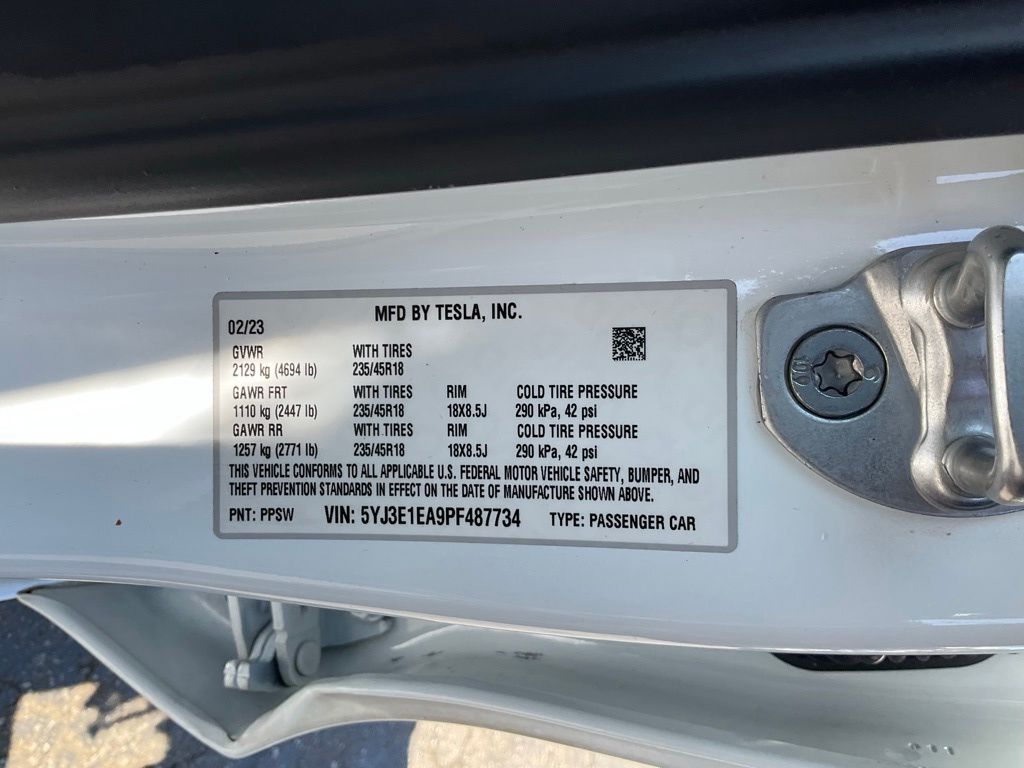 MFD BY TESLA, INC.
02/23
GVWR WITH TIRES
2129 kg (4694 lb) 235/45R18
GAWR FRT WITH TIRES RIM COLD TIRE PRESSURE
1110 kg (2447 lb) 235/45R18 18X8.5J 290 kPa, 42 psi
GAWR RR WITH TIRES RIM COLD TIRE PRESSURE
1257 kg (2771 lb) 235/45R18 18X8.5J 290 kPa, 42 psi
THIS VEHICLE CONFORMS TO ALL APPLICABLE U.S. FEDERAL MOTOR VEHICLE SAFETY, BUMPER, AND
THEFT PREVENTION STANDARDS IN EFFECT ON THE DATE OF MANUFACTURE SHOWN ABOVE.
PNT: PPSW VIN: 5YJ3E1EA9PF487734 TYPE: PASSENGER CAR